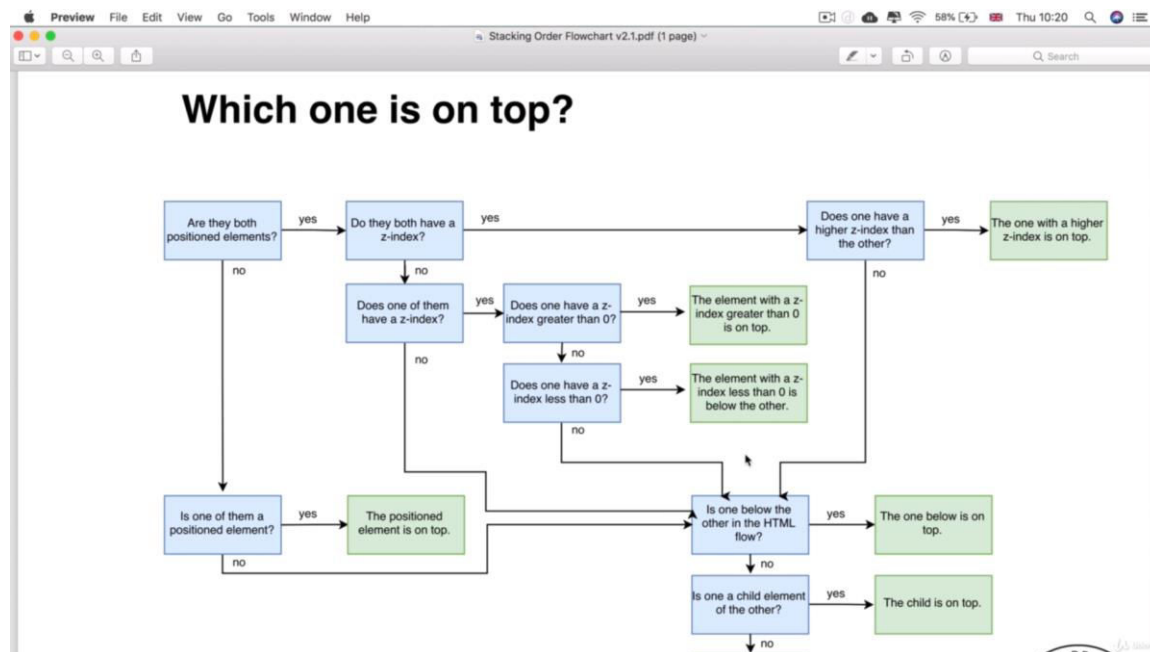 Preview File Edit View Go Tools Window Help
58% Thu 10:20
Stacking Order Flowchart v2.1.pdf (1 page)
Search
Which one is on top?
Are they both
positioned elements?
yes
Do they both have a
z-index?
yes
Does one have a
higher z-index than
the other?
yes
The one with a higher
z-index is on top.
no
no
no
Does one of them
have a z-index?
yes
Does one have a z-
index greater than 0?
yes
The element with a z-
index greater than 0
is on top.
no
no
Does one have a z-
index less than 0?
yes
The element with a z-
index less than 0 is
below the other.
no
Is one of them a
positioned element?
yes
The positioned
element is on top.
Is one below the
other in the HTML
flow?
yes
The one below is on
top.
no
no
Is one a child element
of the other?
yes
The child is on top.
no